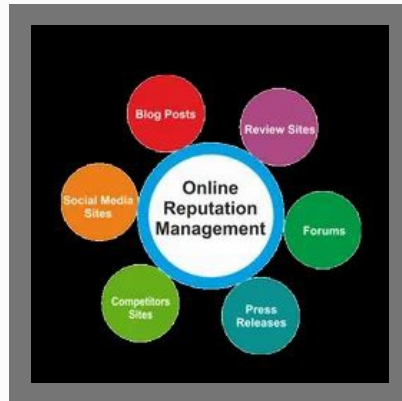 Online
Reputation
Management
Blog Posts
Review Sites
Forums
Press
Releases
Competitors
Sites
Social Media
Sites